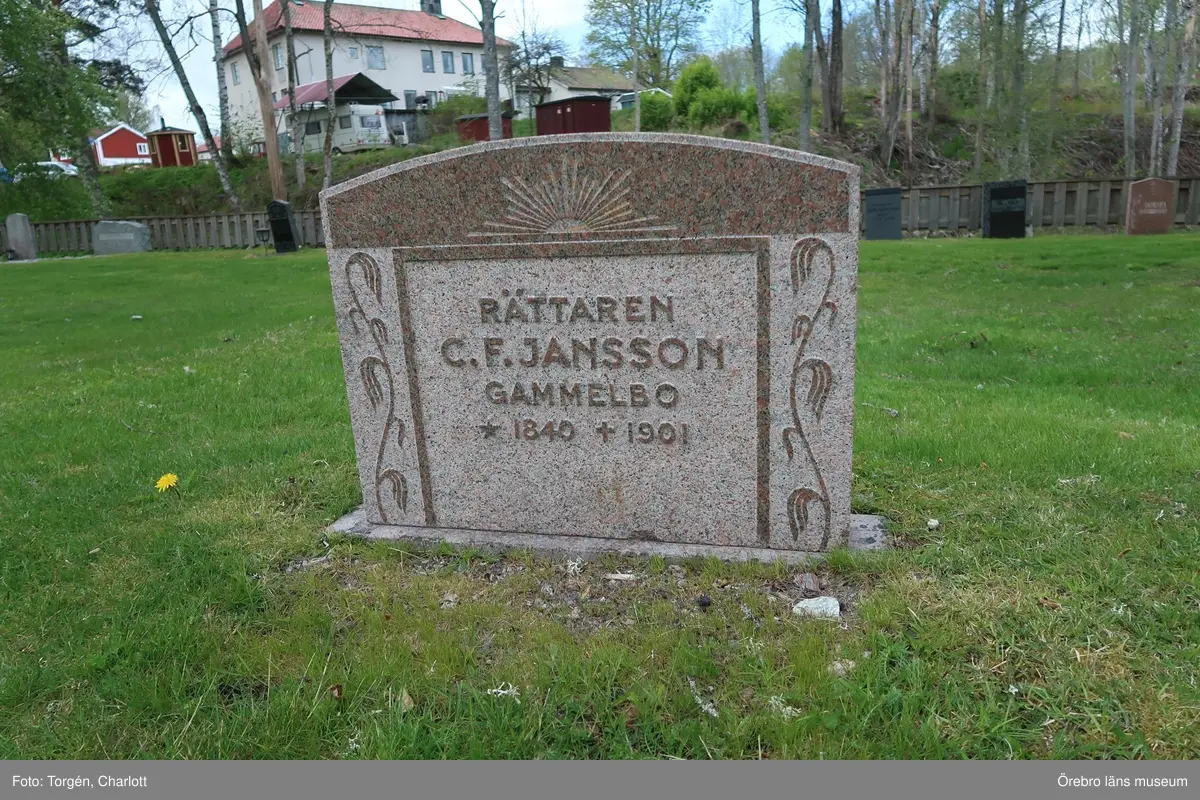 RÄTTAREN
C.F. JANSSON
GAMMELBO
* 1840 + 1901
Foto: Torgén, Charlott
Örebro läns museum